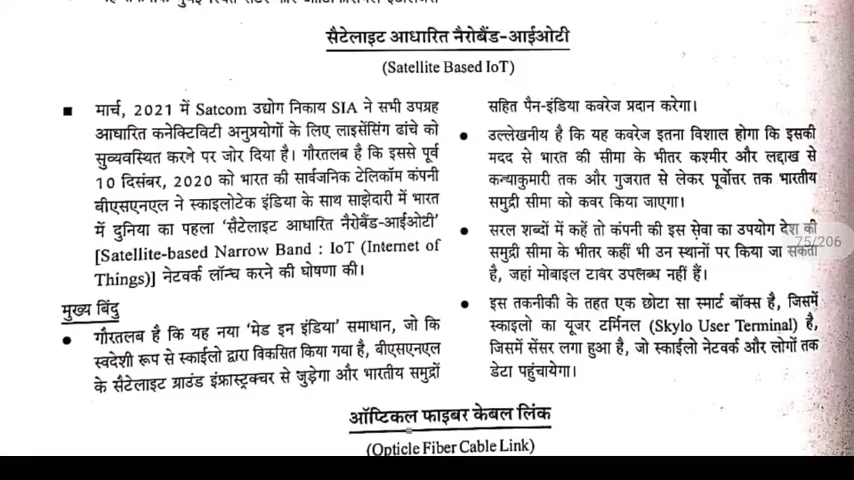 सैटेलाइट आधारित नैरोबैंड-आईओटी
(Satellite Based IoT)
■ मार्च, 2021 में Satcom उद्योग निकाय SIA ने सभी उपग्रह
आधारित कनेक्टिविटी अनुप्रयोगों के लिए लाइसेंसिंग ढांचे को
सुव्यवस्थित करने पर जोर दिया है। गौरतलब है कि इससे पूर्व
10 दिसंबर, 2020 को भारत की सार्वजनिक टेलिकॉम कंपनी
बीएसएनएल ने स्काइलोटेक इंडिया के साथ साझेदारी में भारत
में दुनिया का पहला ‘सैटेलाइट आधारित नैरोबैंड-आईओटी’
[Satellite-based Narrow Band : IoT (Internet of
Things)] नेटवर्क लॉन्च करने की घोषणा की।
मुख्य बिंदु
● गौरतलब है कि यह नया ‘मेड इन इंडिया’ समाधान, जो कि
स्वदेशी रूप से स्काईलो द्वारा विकसित किया गया है, बीएसएनएल
के सैटेलाइट ग्राउंड इंफ्रास्ट्रक्चर से जुड़ेगा और भारतीय समुद्रों
सहित पैन-इंडिया कवरेज प्रदान करेगा।
● उल्लेखनीय है कि यह कवरेज इतना विशाल होगा कि इसकी
मदद से भारत की सीमा के भीतर कश्मीर और लद्दाख से
कन्याकुमारी तक और गुजरात से लेकर पूर्वोत्तर तक भारतीय
समुद्री सीमा को कवर किया जाएगा।
● सरल शब्दों में कहें तो कंपनी की इस सेवा का उपयोग देश की
समुद्री सीमा के भीतर कहीं भी उन स्थानों पर किया जा सकता
है, जहां मोबाइल टावर उपलब्ध नहीं हैं।
● इस तकनीकी के तहत एक छोटा सा स्मार्ट बॉक्स है, जिसमें
स्काइलो का यूजर टर्मिनल (Skylo User Terminal) है,
जिसमें सेंसर लगा हुआ है, जो स्काईलो नेटवर्क और लोगों तक
डेटा पहुंचायेगा।
75/206
ऑप्टिकल फाइबर केबल लिंक
(Opticle Fiber Cable Link)